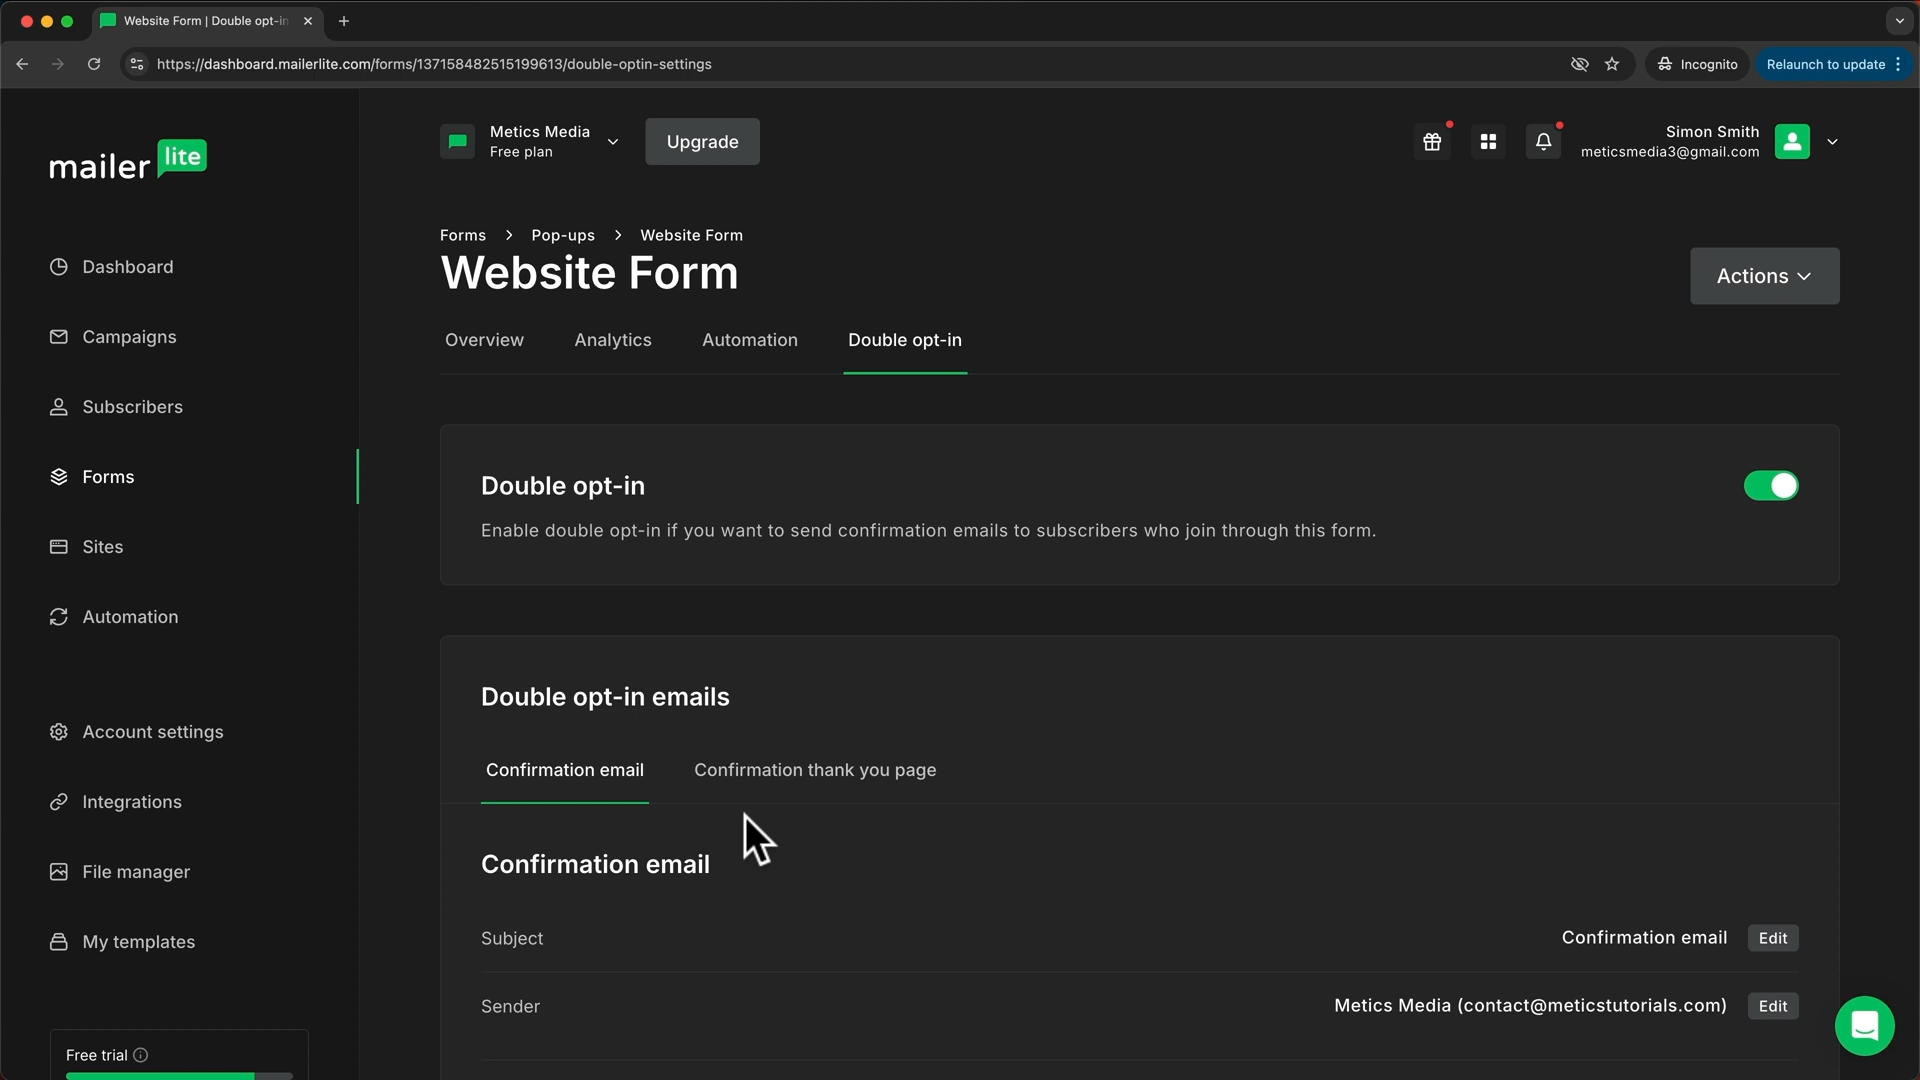 Website Form | Double opt-in
https://dashboard.mailerlite.com/forms/137158482515199613/double-optin-settings
Incognito
Relaunch to update
mailer lite
Metics Media
Free plan
Upgrade
Simon Smith
meticsmedia3@gmail.com
Dashboard
Campaigns
Subscribers
Forms
Sites
Automation
Account settings
Integrations
File manager
My templates
Free trial
Forms > Pop-ups > Website Form
Website Form
Actions
Overview
Analytics
Automation
Double opt-in
Double opt-in
Enable double opt-in if you want to send confirmation emails to subscribers who join through this form.
Double opt-in emails
Confirmation email
Confirmation thank you page
Confirmation email
Subject
Confirmation email
Edit
Sender
Metics Media (contact@meticstutorials.com)
Edit